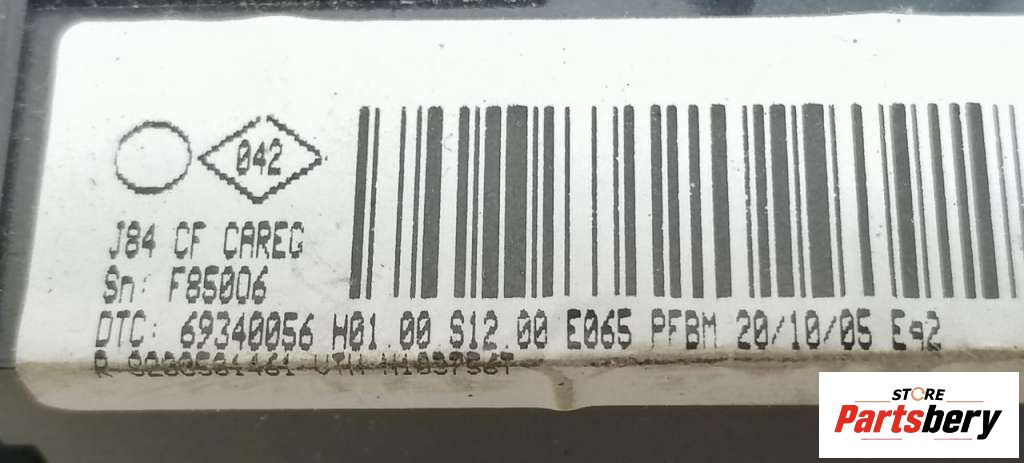 042
J84 CF CAREG
Sn: F85006
DTC: 69340056 H01.00 S12.00 E065 PFBM 20/10/05 Eq2
STORE
Partsbery